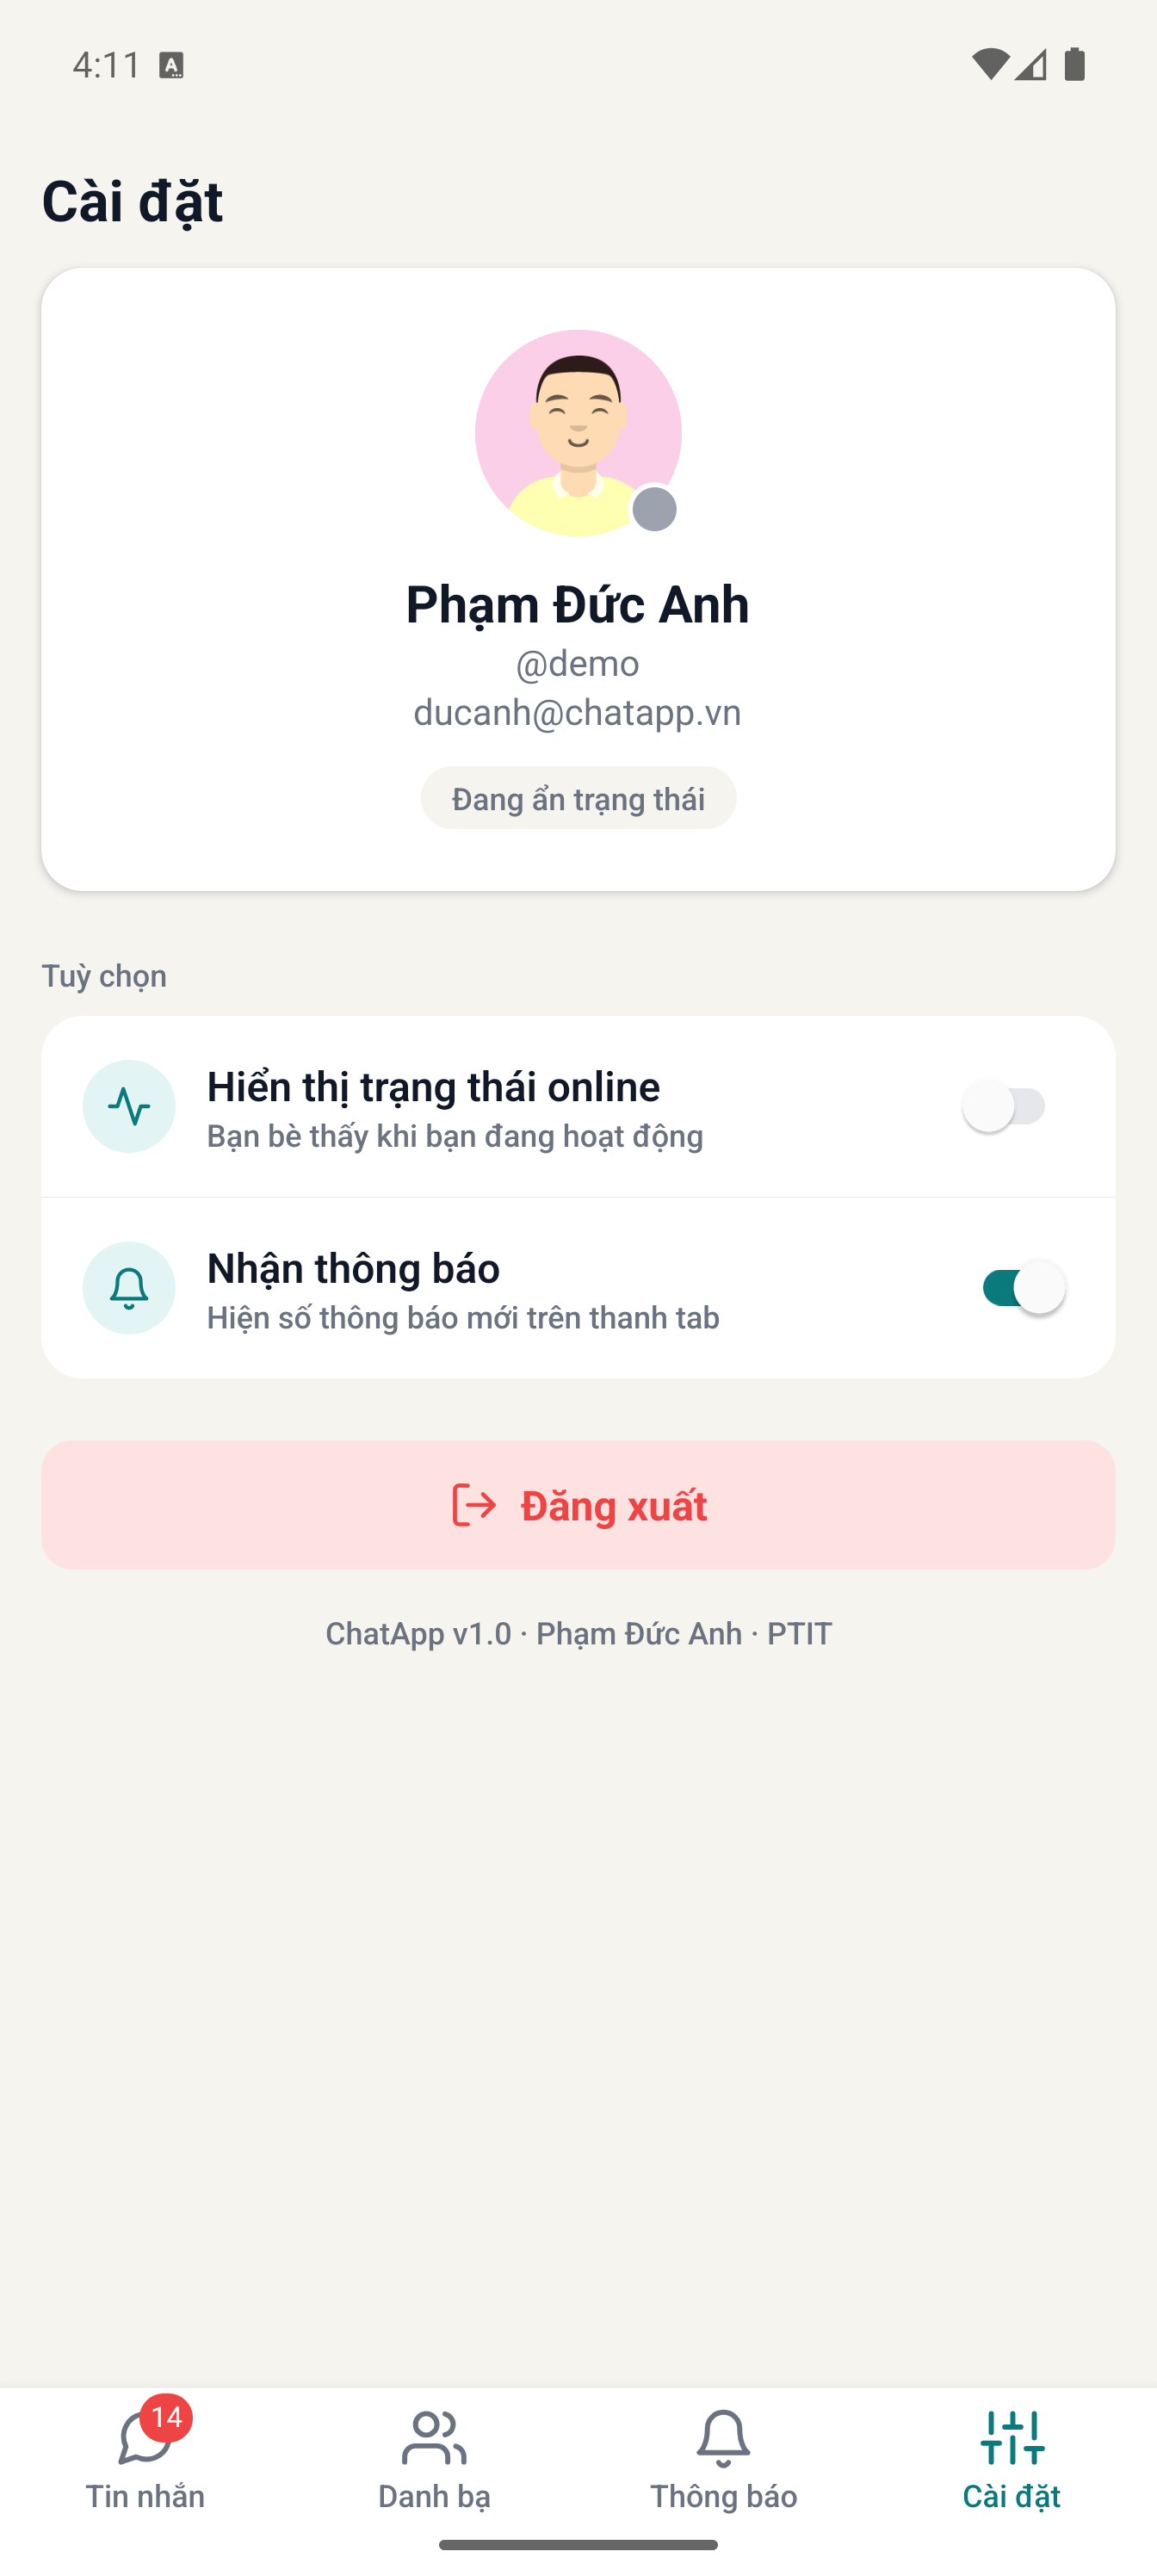 4:11
Cài đặt
Phạm Đức Anh
@demo
ducanh@chatapp.vn
Đang ẩn trạng thái
Tuỳ chọn
Hiển thị trạng thái online
Bạn bè thấy khi bạn đang hoạt động
Nhận thông báo
Hiện số thông báo mới trên thanh tab
Đăng xuất
ChatApp v1.0 · Phạm Đức Anh · PTIT
14
Tin nhắn
Danh bạ
Thông báo
Cài đặt